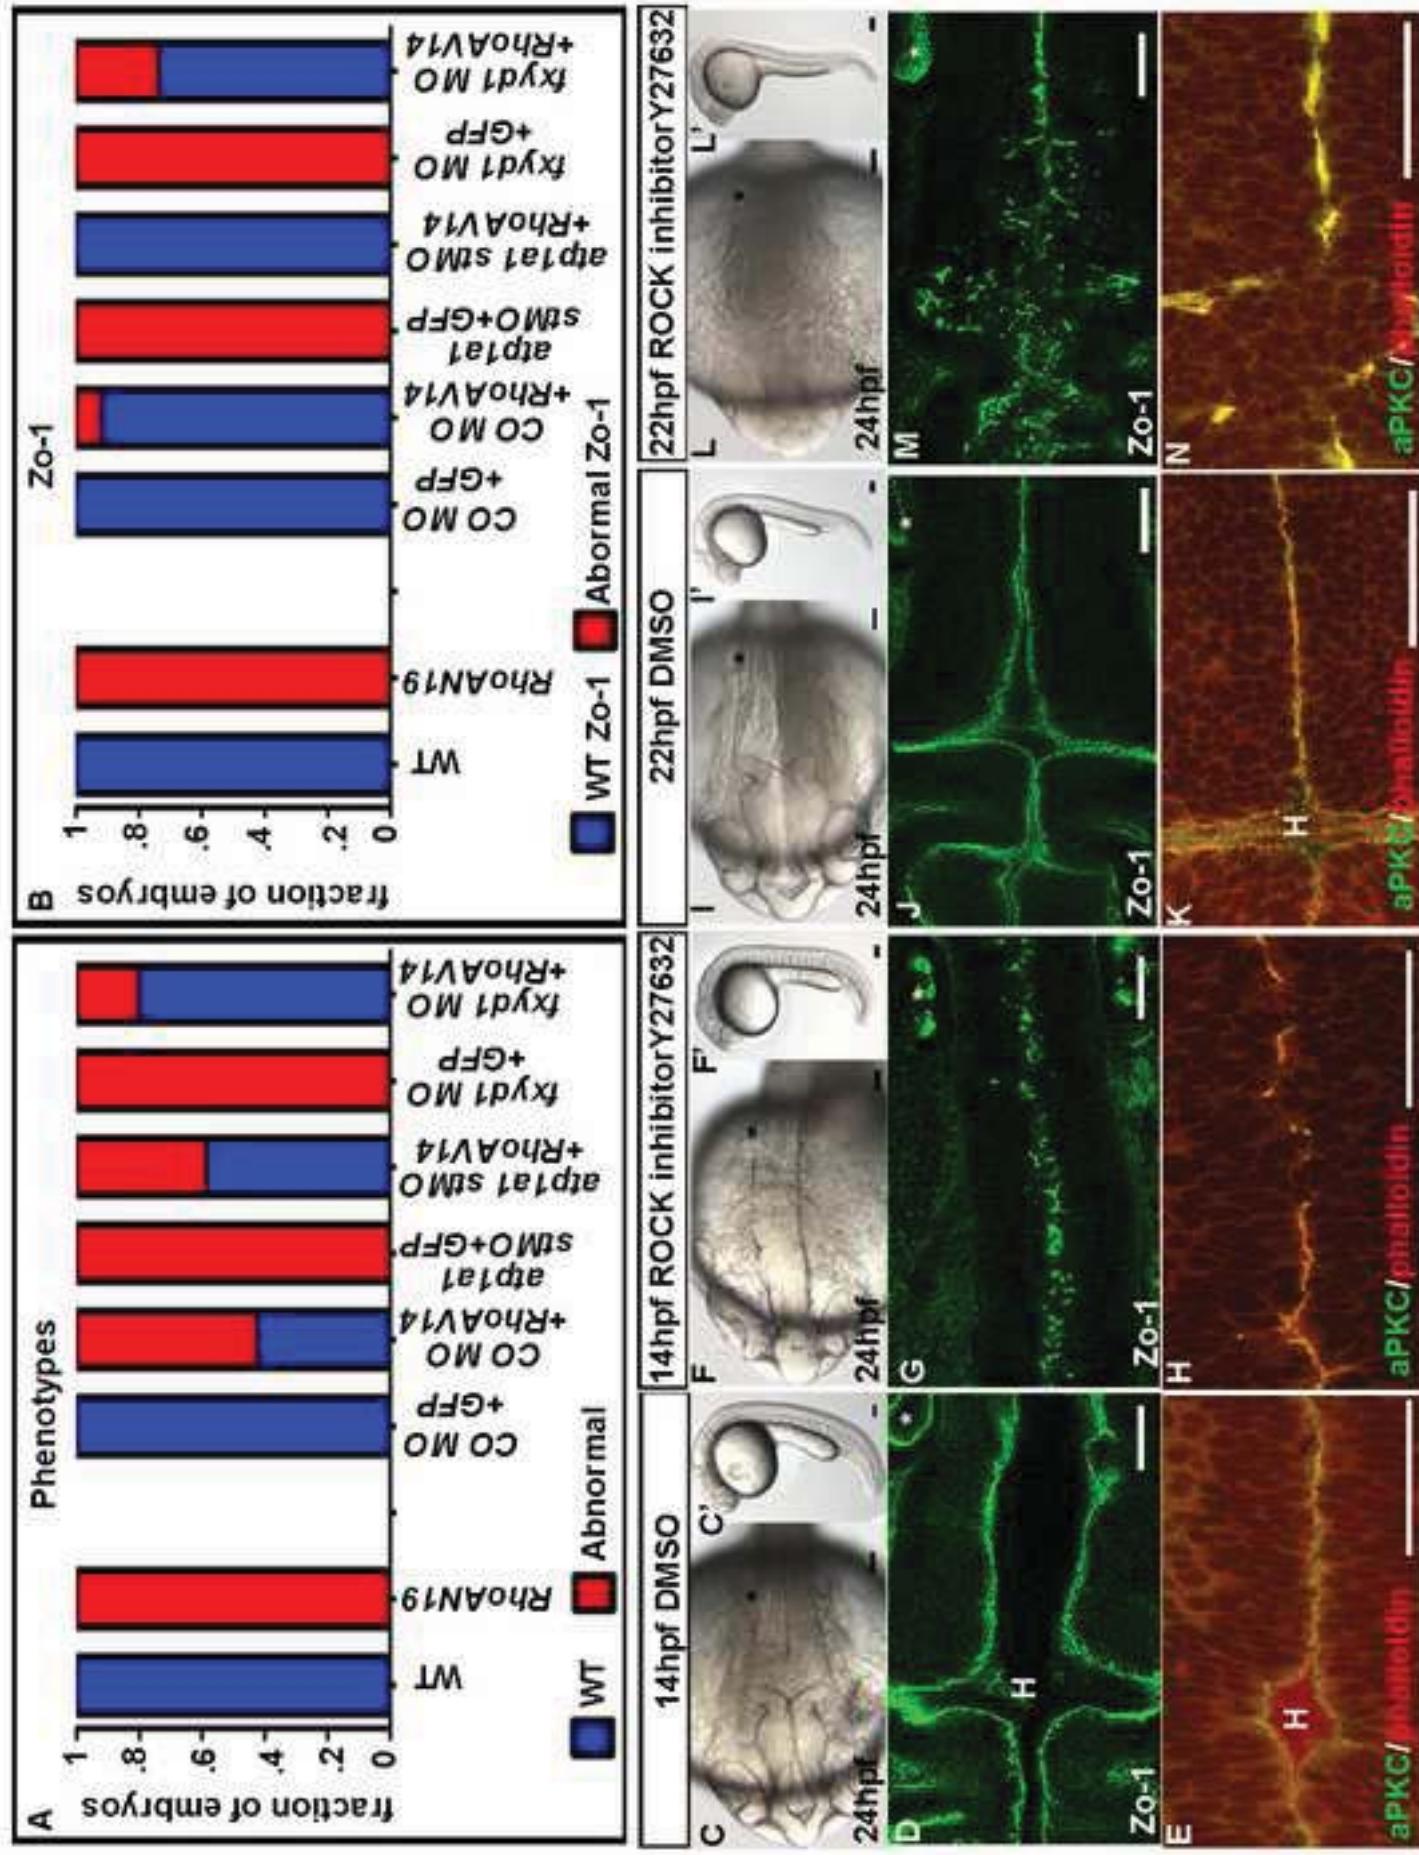 A
Phenotypes
fraction of embryos
1
.8
.6
.4
.2
0
WT
RhoAN19
CO MO
+GFP
CO MO
+RhoAV14
atp1a1
stMO+GFP
atp1a1 stMO
+RhoAV14
fxyd1 MO
+GFP
fxyd1 MO
+RhoAV14
WT
Abnormal
B
Zo-1
fraction of embryos
1
.8
.6
.4
.2
0
WT
RhoAN19
CO MO
+GFP
CO MO
+RhoAV14
atp1a1
stMO+GFP
atp1a1 stMO
+RhoAV14
fxyd1 MO
+GFP
fxyd1 MO
+RhoAV14
WT Zo-1
Abormal Zo-1
14hpf DMSO
14hpf ROCK inhibitorY27632
22hpf DMSO
22hpf ROCK inhibitorY27632
C
24hpf
C'
F
24hpf
F'
I
24hpf
I'
L
24hpf
L'
D
H
*
Zo-1
G
*
Zo-1
J
*
Zo-1
M
*
Zo-1
E
H
aPKC/phalloidin
H
aPKC/phalloidin
K
H
aPKC/phalloidin
N
aPKC/phalloidin